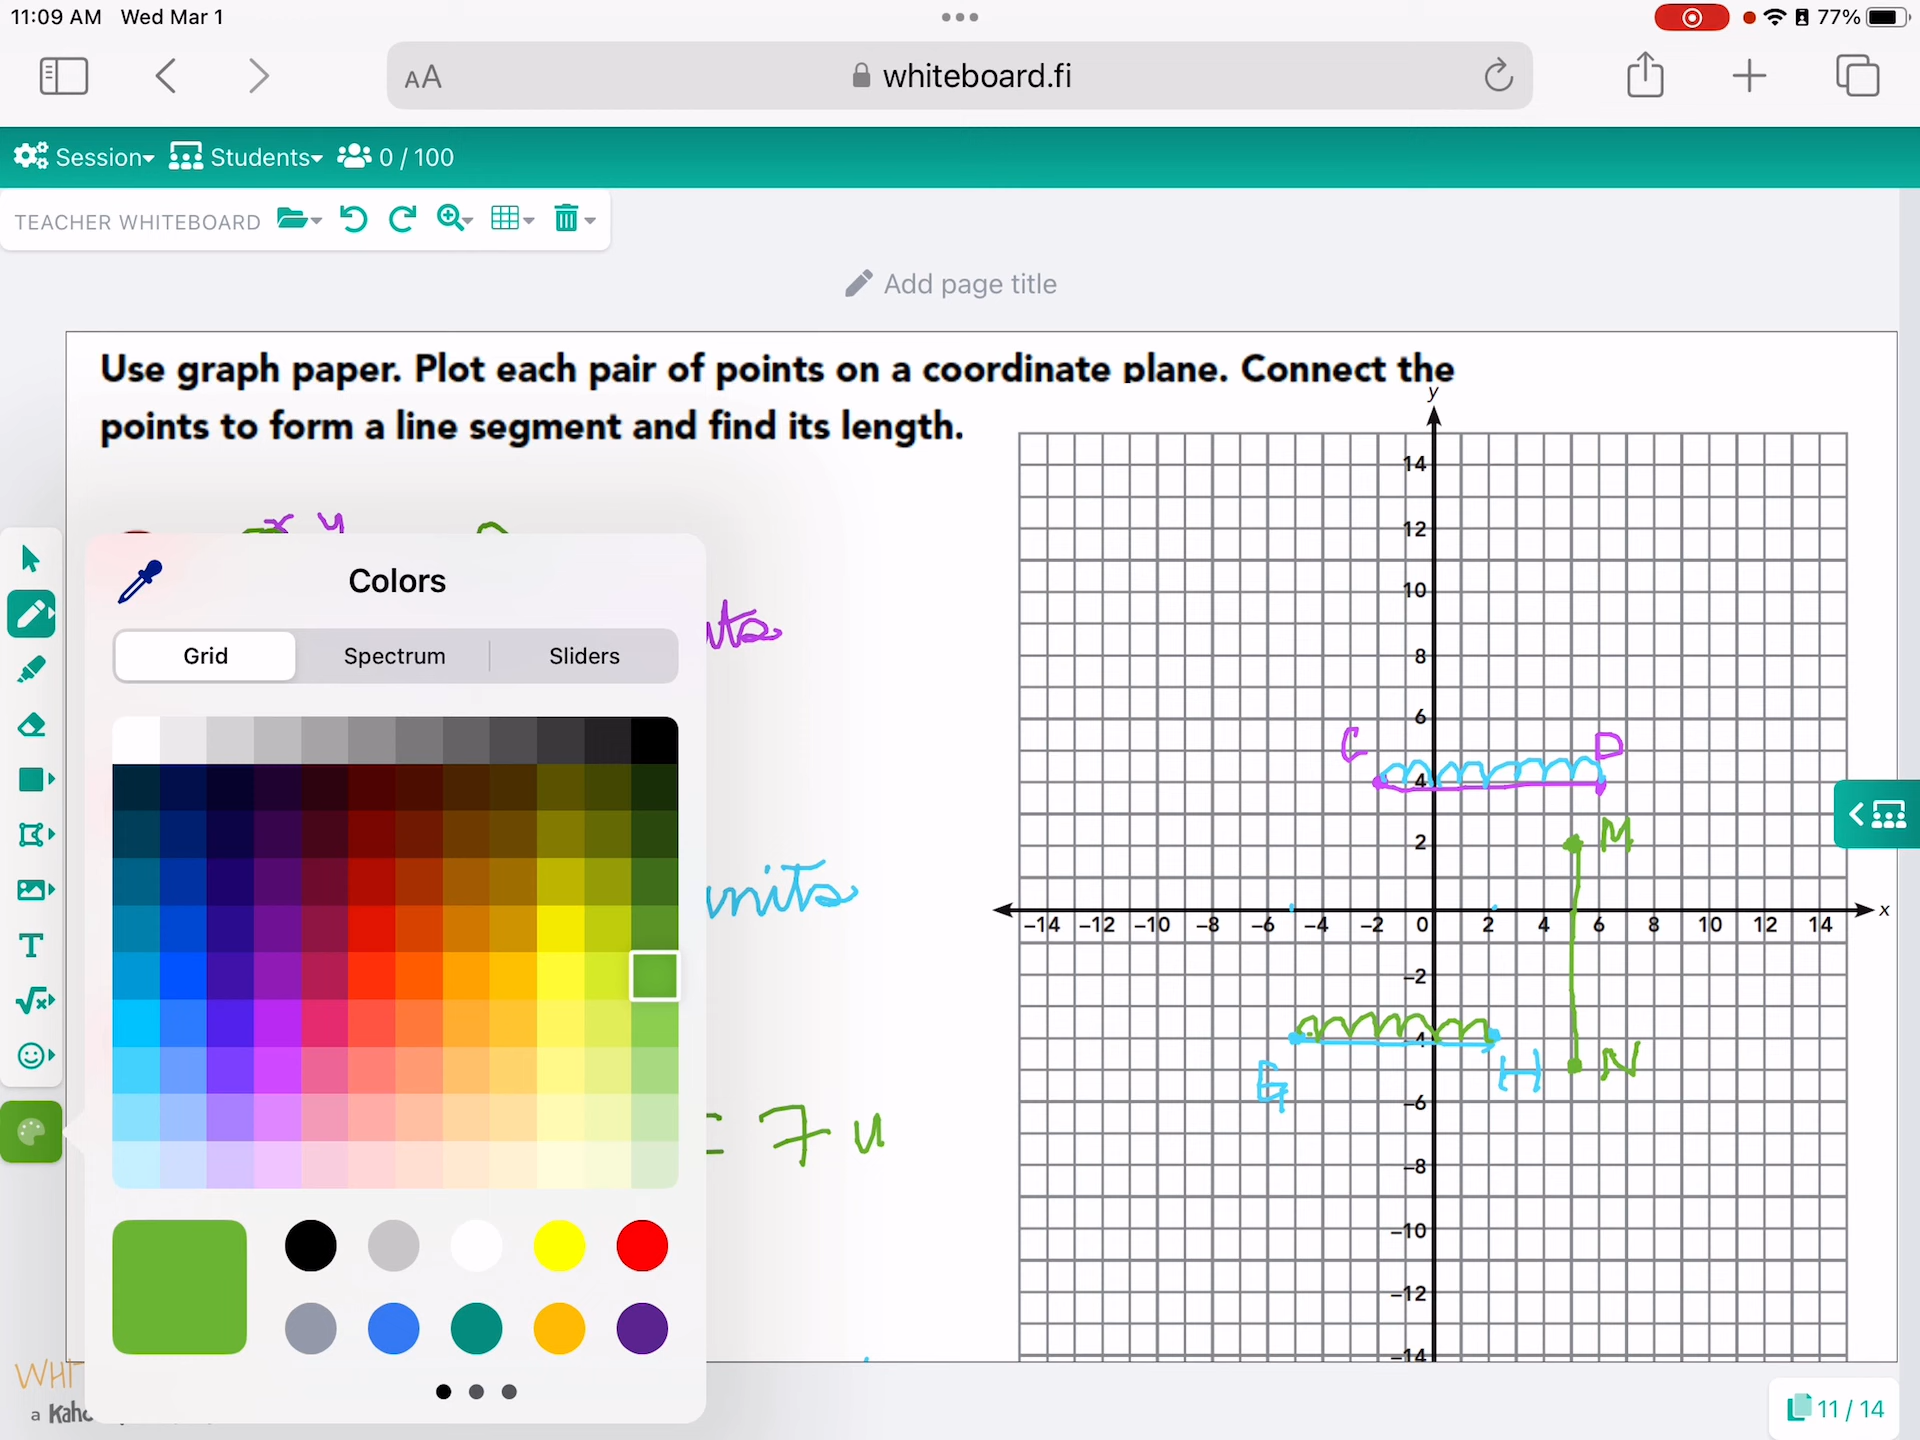 11:09 AM Wed Mar 1
77%
AA
whiteboard.fi
Session
Students
0 / 100
TEACHER WHITEBOARD
Add page title
Use graph paper. Plot each pair of points on a coordinate plane. Connect the
points to form a line segment and find its length.
x y
Colors
Grid
Spectrum
Sliders
nits
= 7 u
y
14
12
10
8
6
C
D
4
2
M
-14 -12 -10 -8 -6 -4 -2 0 2 4 6 8 10 12 14
x
-2
-4
G
H
N
-6
-8
-10
-12
-14
T
√x
WHI
a Kaho
11 / 14